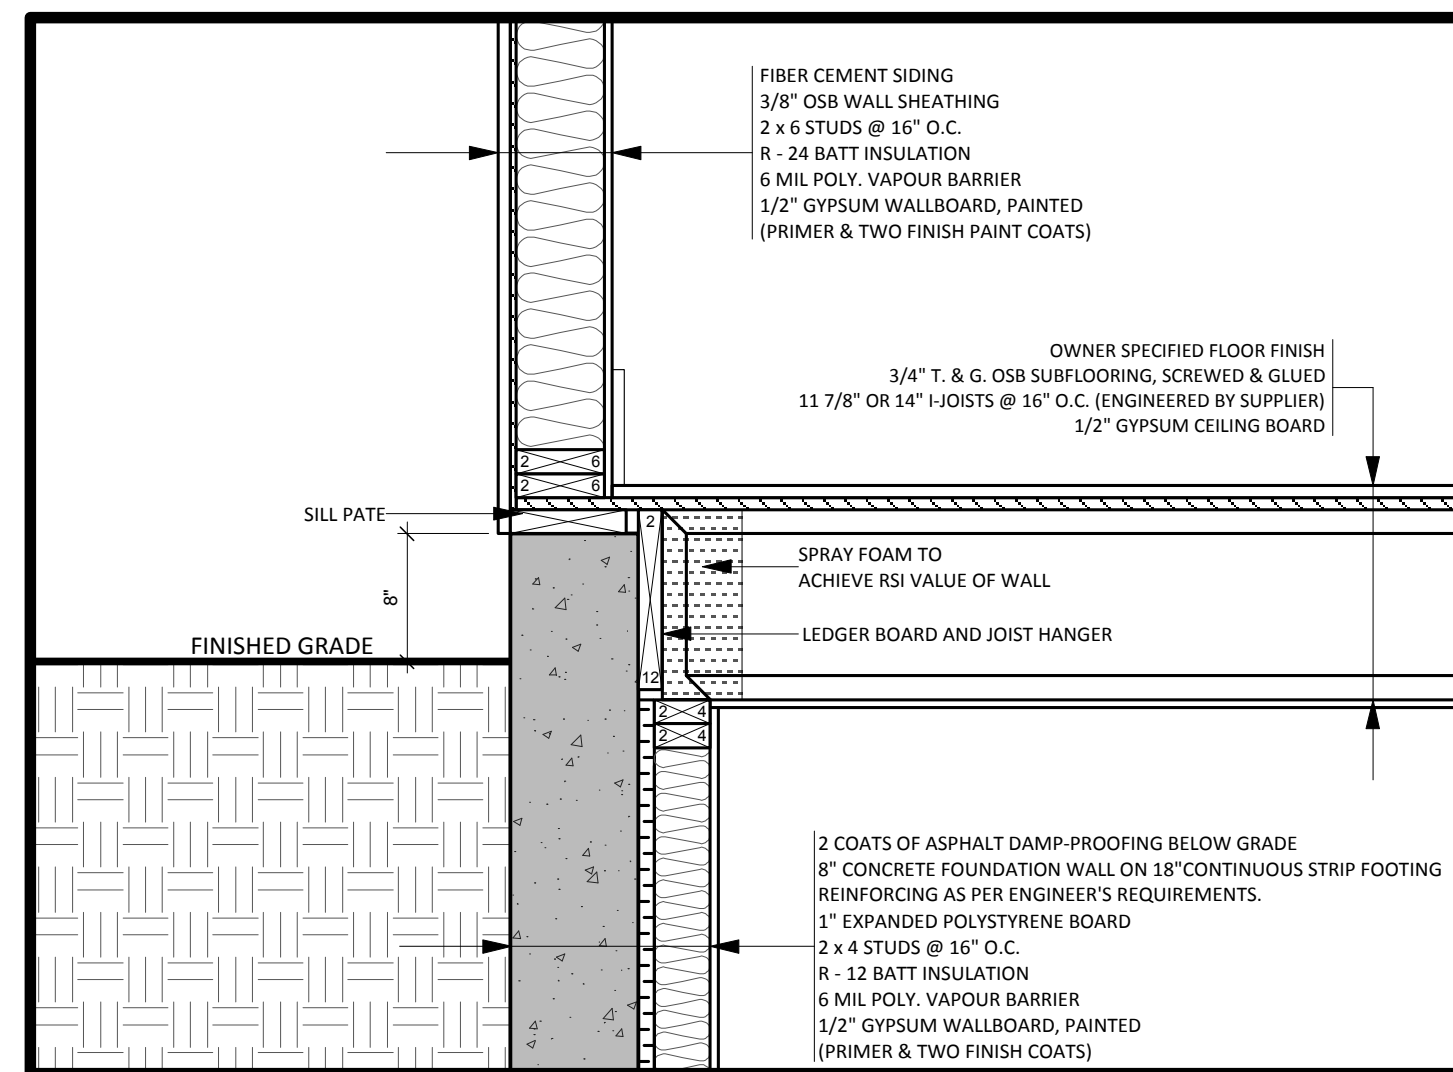 FIBER CEMENT SIDING
3/8" OSB WALL SHEATHING
2 x 6 STUDS @ 16" O.C.
R - 24 BATT INSULATION
6 MIL POLY. VAPOUR BARRIER
1/2" GYPSUM WALLBOARD, PAINTED
(PRIMER & TWO FINISH PAINT COATS)
OWNER SPECIFIED FLOOR FINISH
3/4" T. & G. OSB SUBFLOORING, SCREWED & GLUED
11 7/8" OR 14" I-JOISTS @ 16" O.C. (ENGINEERED BY SUPPLIER)
1/2" GYPSUM CEILING BOARD
2 6
2 6
SILL PATE
2
SPRAY FOAM TO
ACHIEVE RSI VALUE OF WALL
8"
LEDGER BOARD AND JOIST HANGER
FINISHED GRADE
12
2 4
2 4
2 COATS OF ASPHALT DAMP-PROOFING BELOW GRADE
8" CONCRETE FOUNDATION WALL ON 18"CONTINUOUS STRIP FOOTING
REINFORCING AS PER ENGINEER'S REQUIREMENTS.
1" EXPANDED POLYSTYRENE BOARD
2 x 4 STUDS @ 16" O.C.
R - 12 BATT INSULATION
6 MIL POLY. VAPOUR BARRIER
1/2" GYPSUM WALLBOARD, PAINTED
(PRIMER & TWO FINISH COATS)